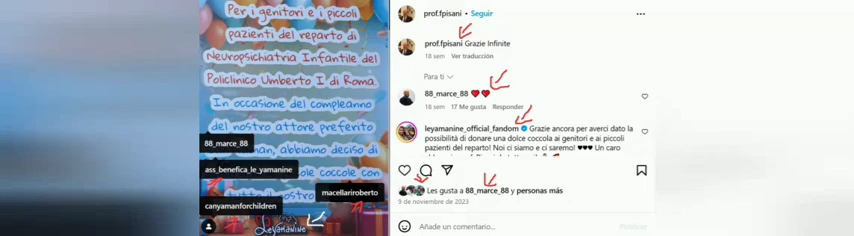 Per i genitori e i piccoli
pazienti del reparto di
Neuropsichiatria Infantile del
Policlinico Umberto I di Roma.
In occasione del compleanno
del nostro attore preferito
88_marce_88
man, abbiamo deciso di
ass_benefica_le_yamanine
coccole con
macellariroberto
tutto il nostro
canyamanforchildren
Leyamanine
prof.fpisani • Seguir
prof.fpisani Grazie Infinite
18 sem Ver traducción
Para ti
88_marce_88 ❤️❤️
18 sem 17 Me gusta Responder
leyamanine_official_fandom Grazie ancora per averci dato la
possibilità di donare una dolce coccola ai genitori e ai piccoli
pazienti del reparto! Noi ci siamo e ci saremo! ♥♥♥ Un caro
Les gusta a 88_marce_88 y personas más
9 de noviembre de 2023
Añade un comentario...
Publicar